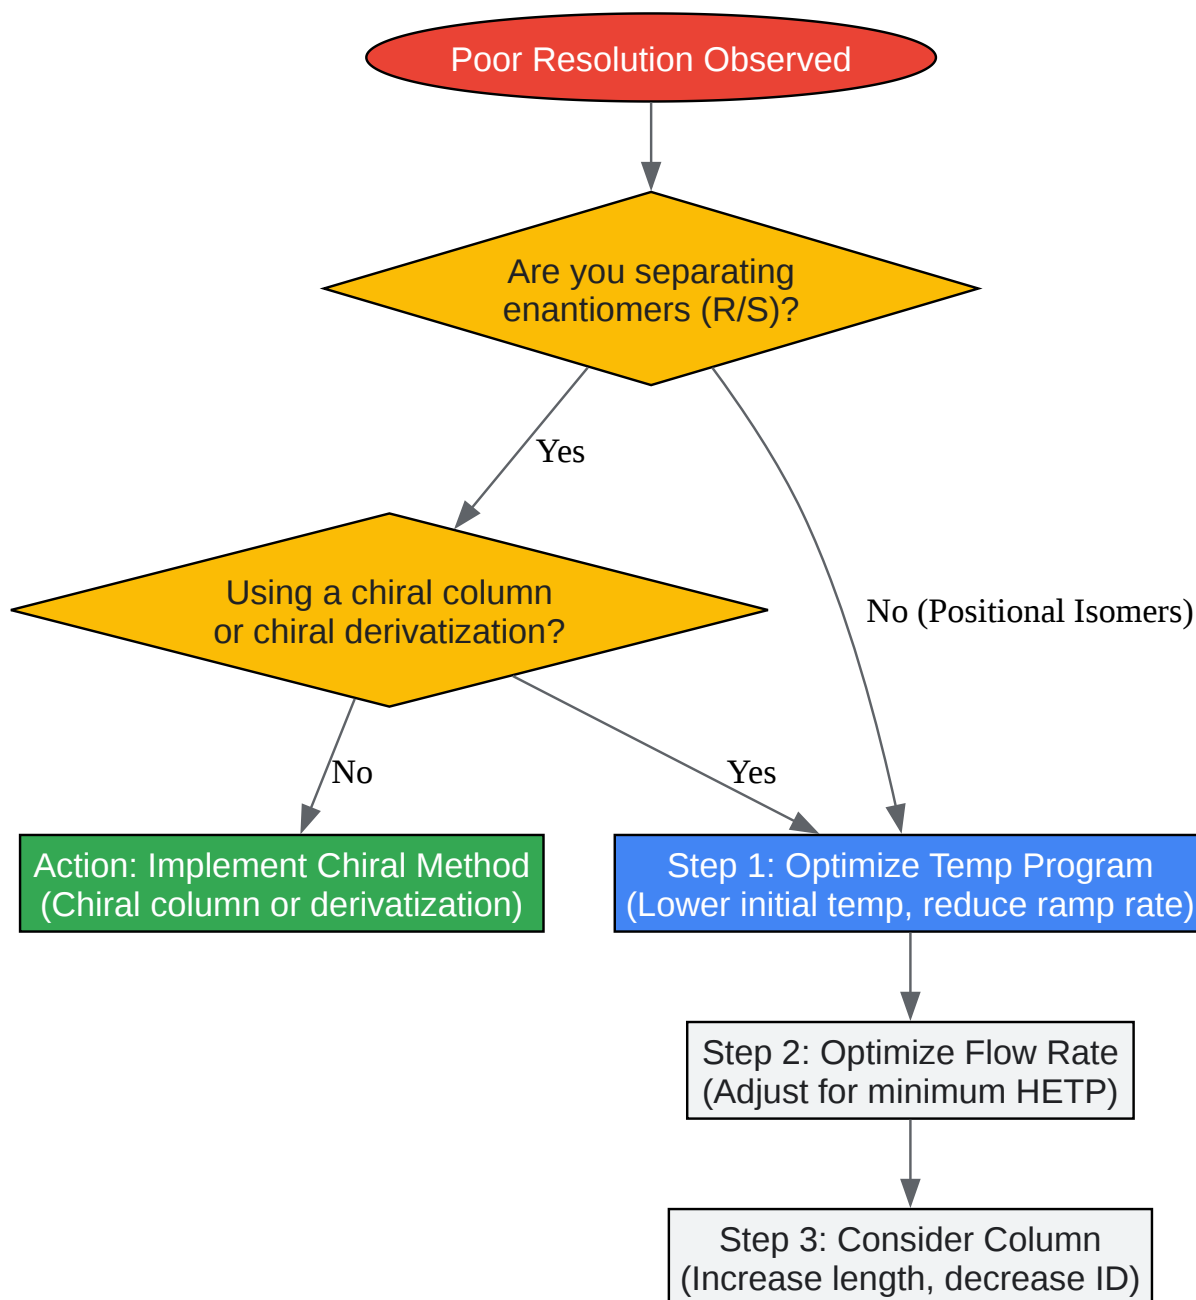 Poor Resolution Observed
Are you separating
enantiomers (R/S)?
Yes
Using a chiral column
or chiral derivatization?
No (Positional Isomers)
No
Yes
Action: Implement Chiral Method
(Chiral column or derivatization)
Step 1: Optimize Temp Program
(Lower initial temp, reduce ramp rate)
Step 2: Optimize Flow Rate
(Adjust for minimum HETP)
Step 3: Consider Column
(Increase length, decrease ID)